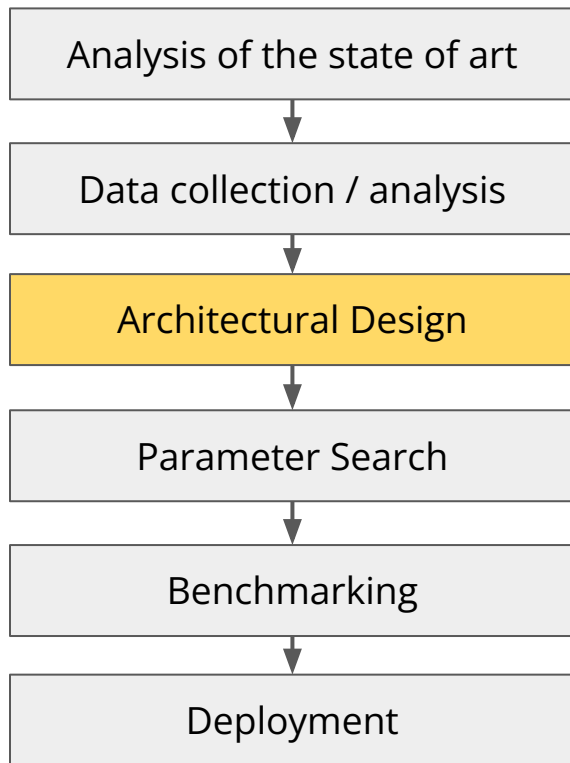 Analysis of the state of art
Data collection / analysis
Architectural Design
Parameter Search
Benchmarking
Deployment